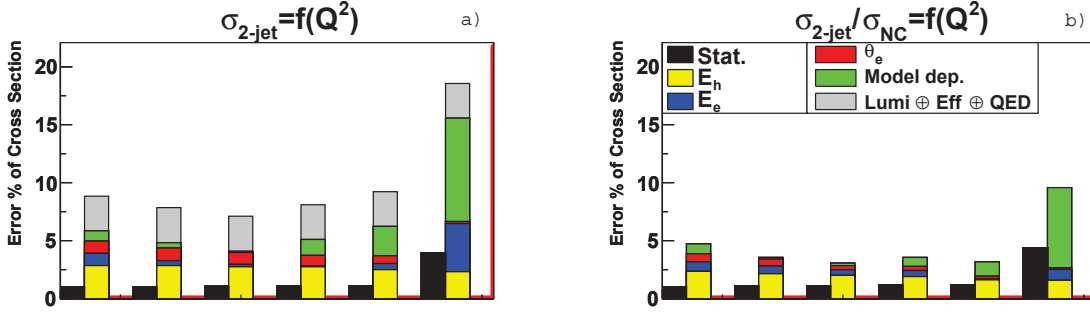 σ2-jet=f(Q²)
a)
Error % of Cross Section
20
15
10
5
0
σ2-jet/σNC=f(Q²)
b)
Error % of Cross Section
20
15
10
5
0
Stat.
Eh
Ee
θe
Model dep.
Lumi ⊕ Eff ⊕ QED